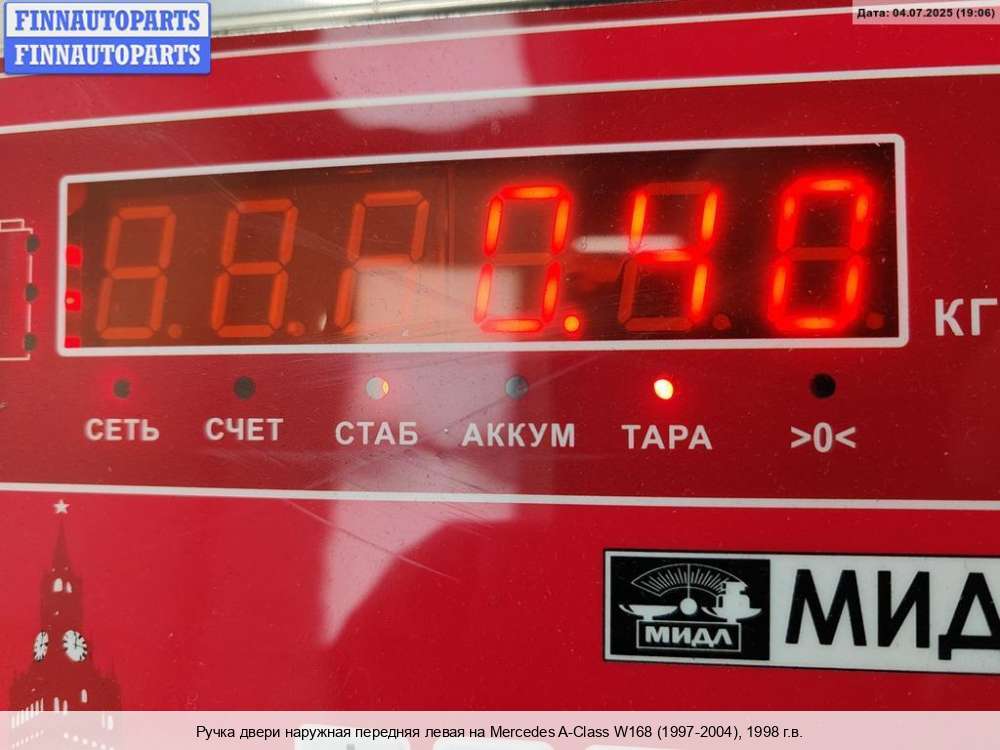 FINNAUTOPARTS
FINNAUTOPARTS
Дата: 04.07.2025 (19:06)
0.40
КГ
СЕТЬ СЧЕТ СТАБ АККУМ ТАРА >0<
МИДЛ МИДЛ
Ручка двери наружная передняя левая на Mercedes A-Class W168 (1997-2004), 1998 г.в.